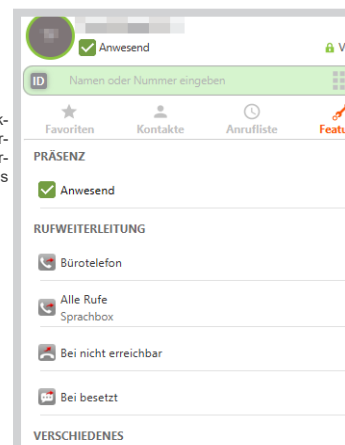 Anwesend
V
ID Namen oder Nummer eingeben
Favoriten Kontakte Anrufliste Featu
k-
r-
r-
s
PRÄSENZ
Anwesend
RUFWEITERLEITUNG
Bürotelefon
Alle Rufe
Sprachbox
Bei nicht erreichbar
Bei besetzt
VERSCHIEDENES